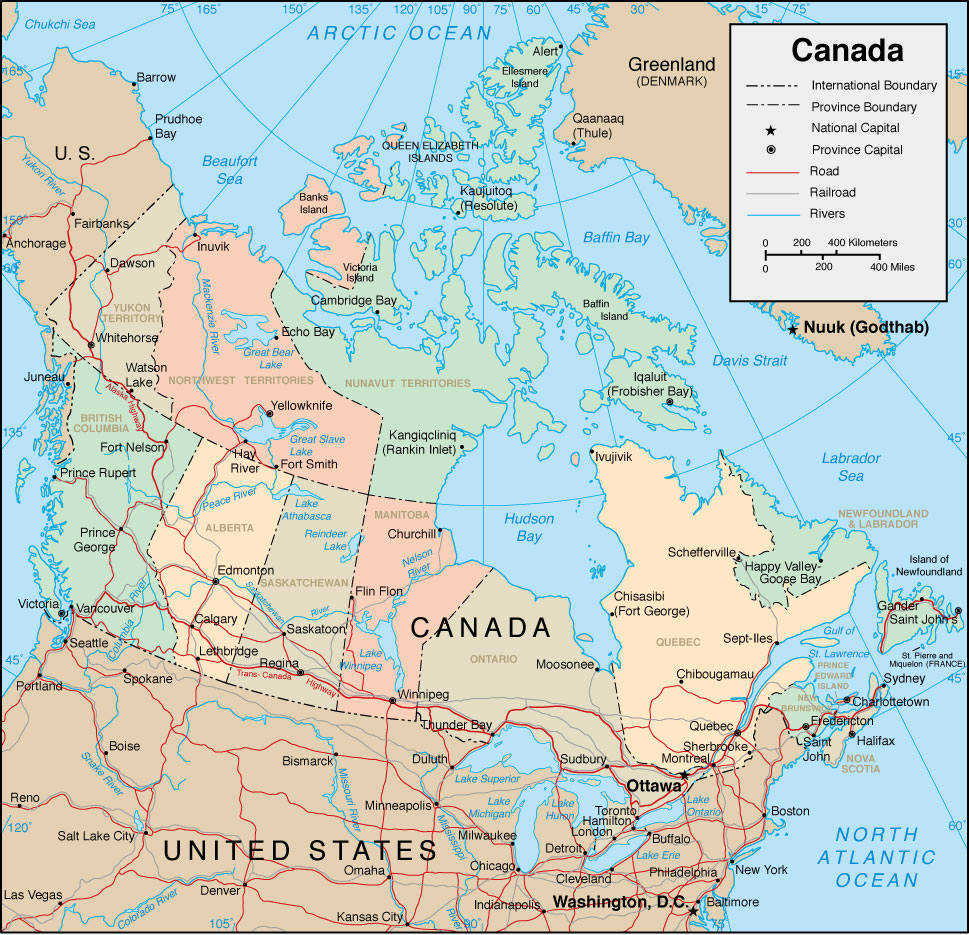 75°
165°
150°
135°
120°
105°
90°
75°
60°
45°
30°
15°
Chukchi Sea
ARCTIC OCEAN
Alert
Ellesmere
Island
Greenland
(DENMARK)
Canada
International Boundary
Province Boundary
National Capital
Province Capital
Road
Railroad
Rivers
0 200 400 Kilometers
0 200 400 Miles
165°
Barrow
Prudhoe
Bay
U. S.
Beaufort
Sea
QUEEN ELIZABETH
ISLANDS
Qaanaaq
(Thule)
Yukon River
Banks
Island
Kaujuitoq
(Resolute)
150°
Fairbanks
Anchorage
Inuvik
Baffin Bay
60°
60°
Dawson
Victoria
Island
Mackenzie River
Cambridge Bay
Baffin
Island
YUKON
TERRITORY
Whitehorse
Echo Bay
Great Bear
Lake
Nuuk (Godthab)
Davis Strait
Juneau
Watson
Lake
NORTHWEST TERRITORIES
NUNAVUT TERRITORIES
Iqaluit
(Frobisher Bay)
Alaska Highway
Yellowknife
BRITISH
COLUMBIA
135°
Fort Nelson
Great Slave
Lake
Kangiqcliniq
(Rankin Inlet)
45°
Hay
River
Fort Smith
Ivujivik
Labrador
Sea
Prince Rupert
Peace River
Lake
Athabasca
MANITOBA
NEWFOUNDLAND
& LABRADOR
ALBERTA
Prince
George
Reindeer
Lake
Churchill
Hudson
Bay
Schefferville
Happy Valley-
Goose Bay
Island of
Newfoundland
Nelson
River
Edmonton
SASKATCHEWAN
Flin Flon
Chisasibi
(Fort George)
Gander
Saint John's
Victoria
Vancouver
Columbia
River
Saskatchewan
River
Calgary
Saskatoon
CANADA
QUEBEC
Sept-Iles
Gulf of
St. Lawrence
St. Pierre and
Miquelon (FRANCE)
Seattle
45°
Lethbridge
Regina
Lake
Winnipeg
ONTARIO
Moosonee
Chibougamau
PRINCE
EDWARD
ISLAND
Sydney
45°
Portland
Spokane
Trans-Canada
Highway
Winnipeg
NEW
BRUNSWICK
Charlottetown
Thunder Bay
Quebec
Fredericton
Saint
John
Halifax
Boise
Bismarck
Duluth
Sudbury
Sherbrooke
Montreal
NOVA
SCOTIA
Lake Superior
Ottawa
Snake River
Missouri River
Reno
Minneapolis
Lake
Michigan
Lake
Huron
Toronto
Hamilton
London
Lake
Ontario
Boston
120°
Salt Lake City
Mississippi
River
Milwaukee
Detroit
Buffalo
60°
NORTH
ATLANTIC
OCEAN
UNITED STATES
Chicago
Lake Erie
Omaha
Cleveland
Philadelphia
New York
Las Vegas
Denver
Indianapolis
Washington, D.C.
Baltimore
Colorado River
105°
Kansas City
90°
75